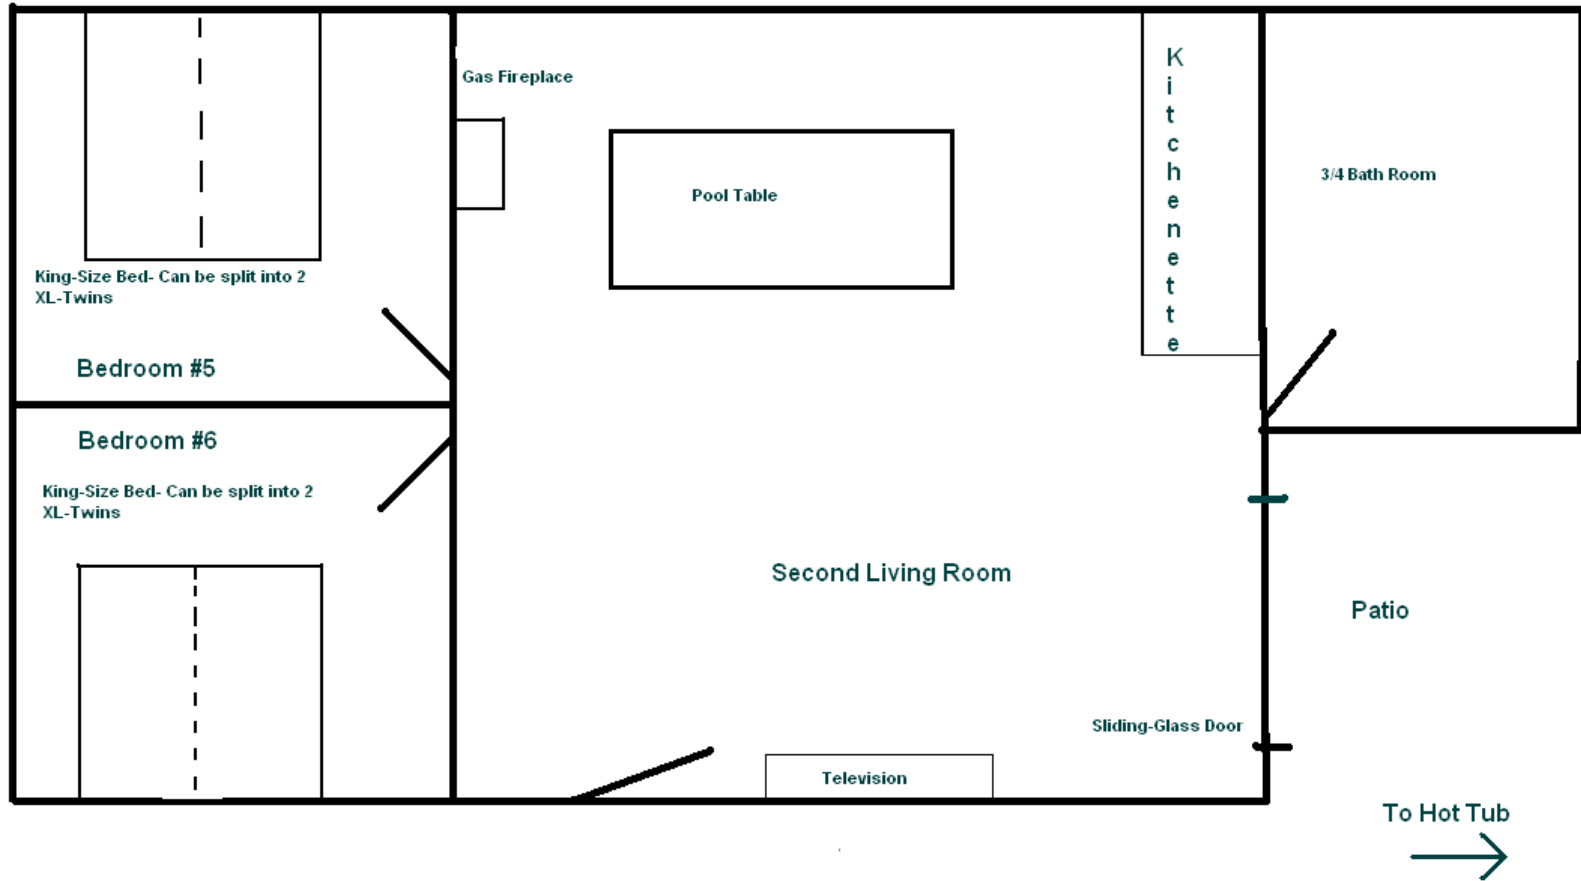 Gas Fireplace
Kitchenette
Pool Table
3/4 Bath Room
King-Size Bed- Can be split into 2
XL-Twins
Bedroom #5
Bedroom #6
King-Size Bed- Can be split into 2
XL-Twins
Second Living Room
Patio
Sliding-Glass Door
Television
To Hot Tub